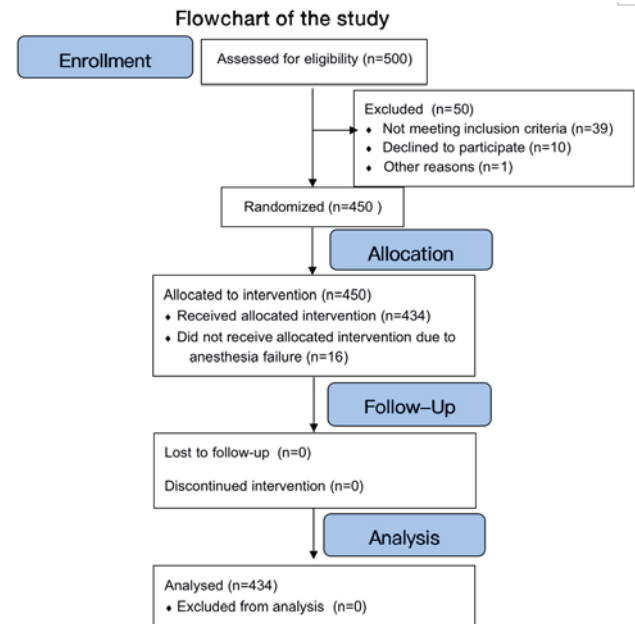 Flowchart of the study
Enrollment
Assessed for eligibility (n=500)
Excluded (n=50)
♦ Not meeting inclusion criteria (n=39)
♦ Declined to participate (n=10)
♦ Other reasons (n=1)
Randomized (n=450 )
Allocation
Allocated to intervention (n=450)
♦ Received allocated intervention (n=434)
♦ Did not receive allocated intervention due to
anesthesia failure (n=16)
Follow–Up
Lost to follow-up (n=0)
Discontinued intervention (n=0)
Analysis
Analysed (n=434)
♦ Excluded from analysis (n=0)